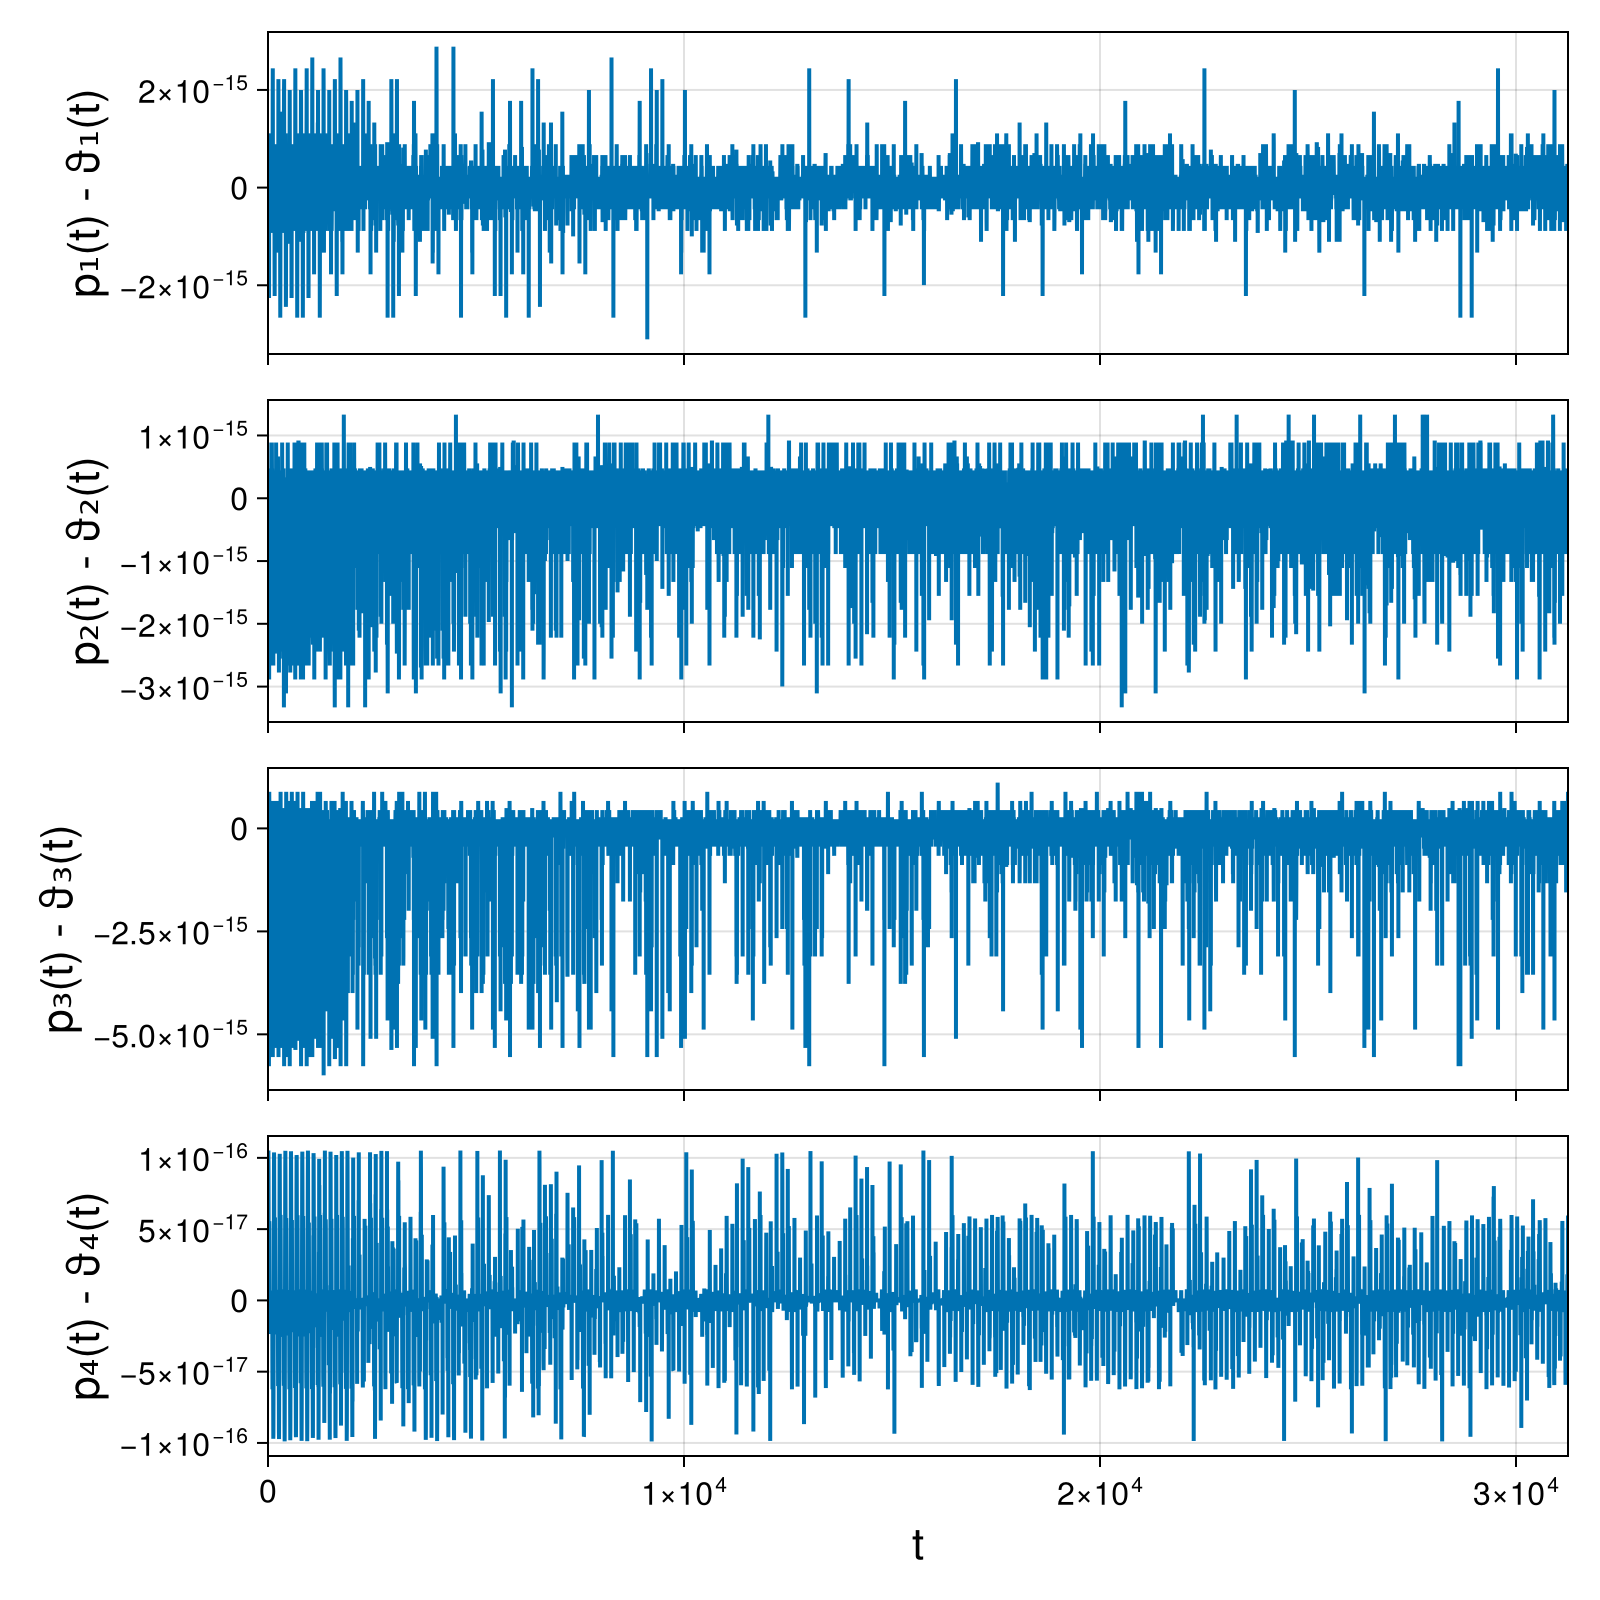 p₁(t) - ϑ₁(t)
2×10⁻¹⁵
0
−2×10⁻¹⁵
p₂(t) - ϑ₂(t)
1×10⁻¹⁵
0
−1×10⁻¹⁵
−2×10⁻¹⁵
−3×10⁻¹⁵
p₃(t) - ϑ₃(t)
0
−2.5×10⁻¹⁵
−5.0×10⁻¹⁵
p₄(t) - ϑ₄(t)
1×10⁻¹⁶
5×10⁻¹⁷
0
−5×10⁻¹⁷
−1×10⁻¹⁶
0 1×10⁴ 2×10⁴ 3×10⁴
t